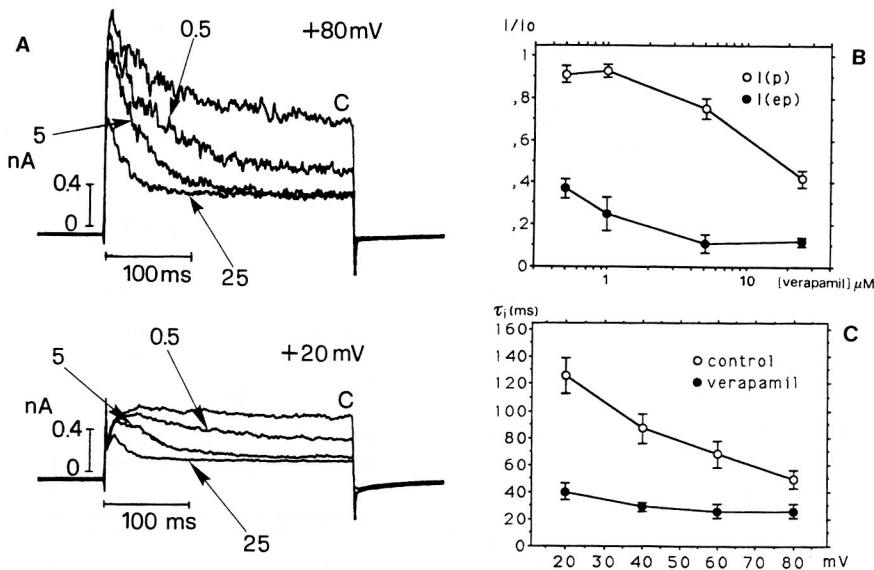 A
+80mV
0.5
C
5
nA
0.4
0
100ms
25
+20mV
0.5
5
C
nA
0.4
0
100 ms
25
I/Io
B
1
,8
,6
,4
,2
0
I(p)
I(ep)
1
10
[verapamil] μM
τi (ms)
C
160
140
120
100
80
60
40
20
0
control
verapamil
20 30 40 50 60 70 80 mV